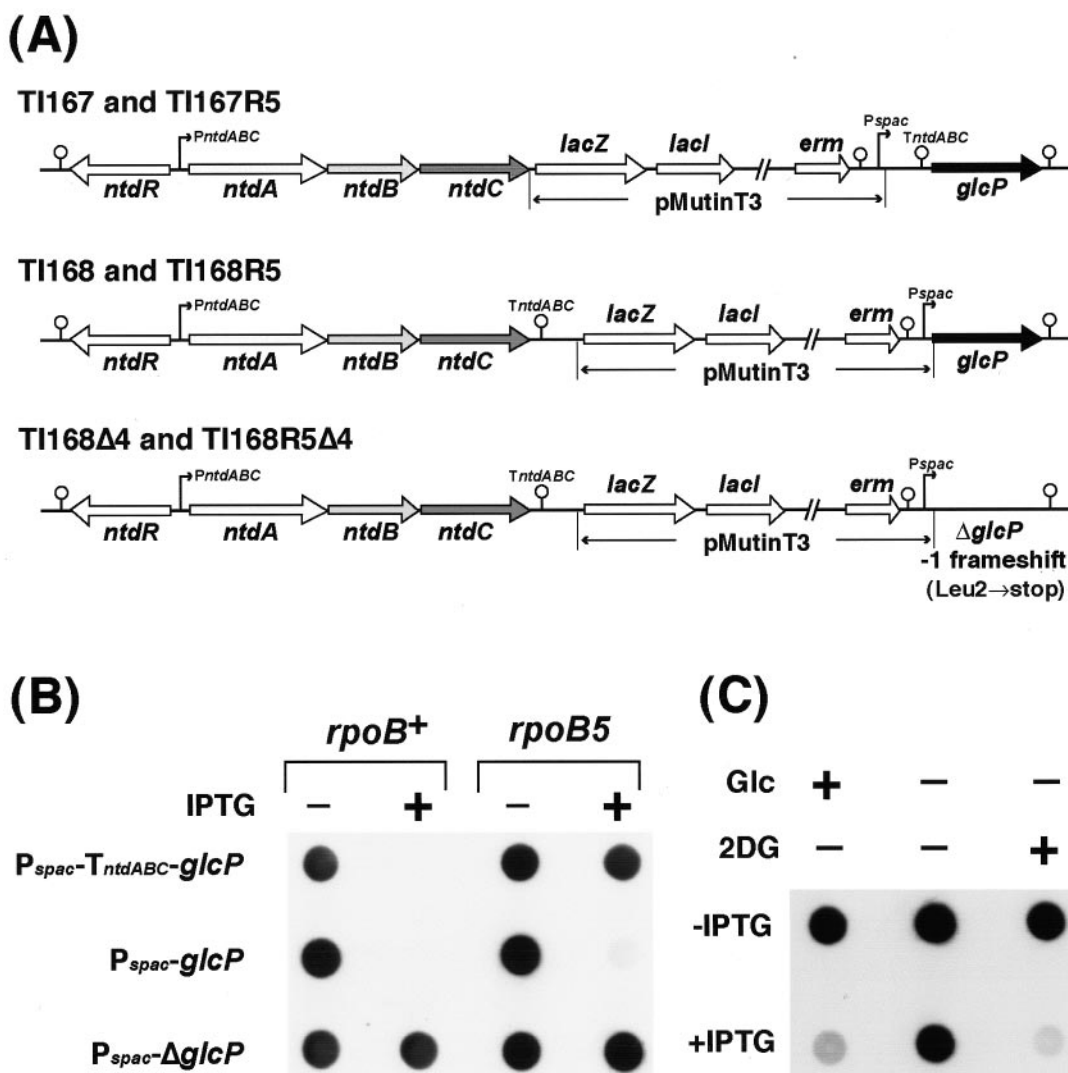 (A)
TI167 and TI167R5
PntdABC
lacZ
lacI
erm
Pspac
TntdABC
ntdR
ntdA
ntdB
ntdC
pMutinT3
glcP
TI168 and TI168R5
PntdABC
TntdABC
lacZ
lacI
erm
Pspac
ntdR
ntdA
ntdB
ntdC
pMutinT3
glcP
TI168Δ4 and TI168R5Δ4
PntdABC
TntdABC
lacZ
lacI
erm
Pspac
ntdR
ntdA
ntdB
ntdC
pMutinT3
ΔglcP
-1 frameshift
(Leu2→stop)
(B)
rpoB+ rpoB5
IPTG − + − +
Pspac-TntdABC-glcP
Pspac-glcP
Pspac-ΔglcP
(C)
Glc + − −
2DG − − +
-IPTG
+IPTG